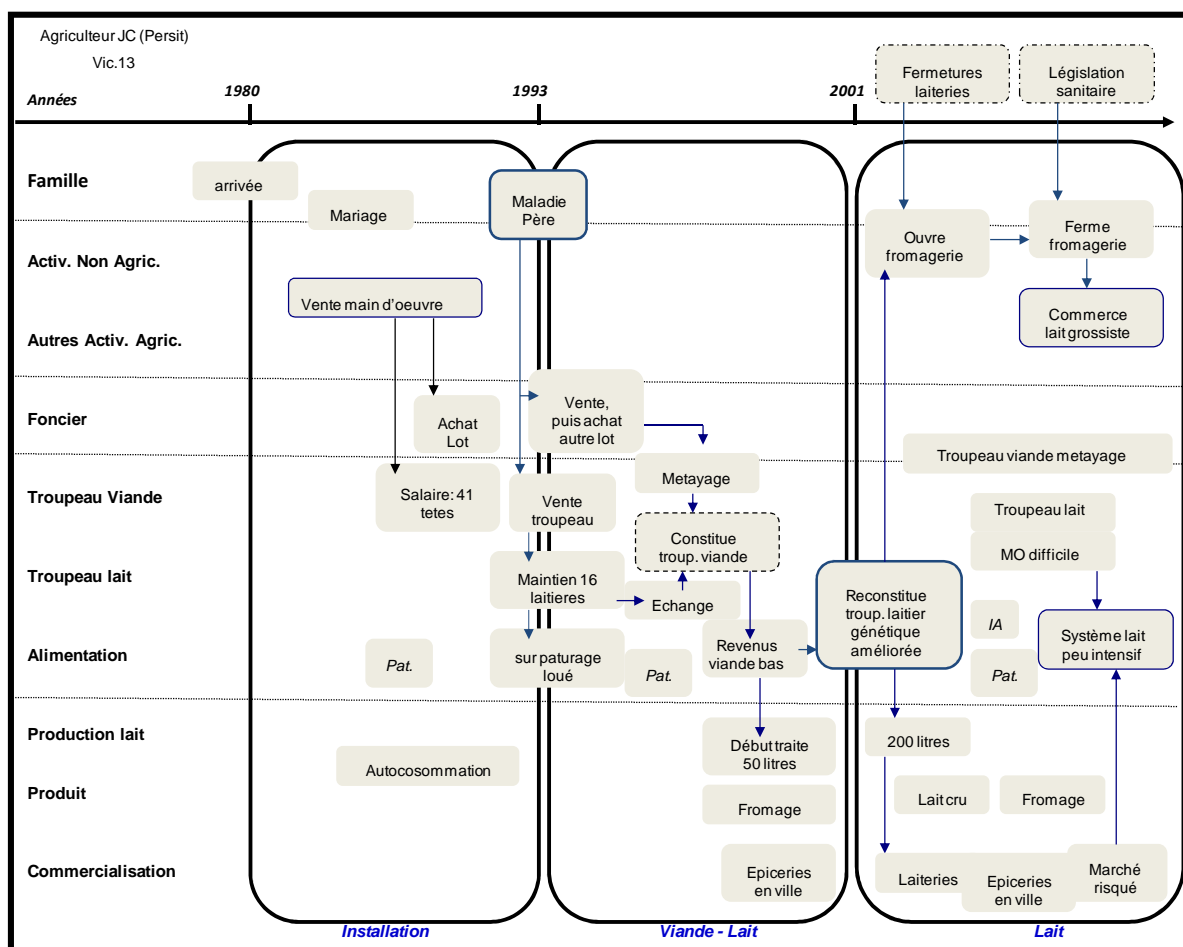 Agriculteur JC (Persit)
Vic.13
Fermetures
laiteries
Législation
sanitaire
Années
1980
1993
2001
Famille
arrivée
Mariage
Maladie
Père
Ouvre
fromagerie
Ferme
fromagerie
Activ. Non Agric.
Vente main d'oeuvre
Commerce
lait grossiste
Autres Activ. Agric.
Foncier
Achat
Lot
Vente,
puis achat
autre lot
Troupeau viande metayage
Troupeau Viande
Salaire: 41
tetes
Vente
troupeau
Metayage
Constitue
troup. viande
Troupeau lait
MO difficile
Troupeau lait
Maintien 16
laitieres
Echange
Reconstitue
troup. laitier
génétique
améliorée
IA
Système lait
peu intensif
Alimentation
Pat.
sur paturage
loué
Pat.
Revenus
viande bas
Pat.
Production lait
Début traite
50 litres
200 litres
Autocosommation
Produit
Fromage
Lait cru
Fromage
Commercialisation
Epiceries
en ville
Laiteries
Epiceries
en ville
Marché
risqué
Installation
Viande - Lait
Lait